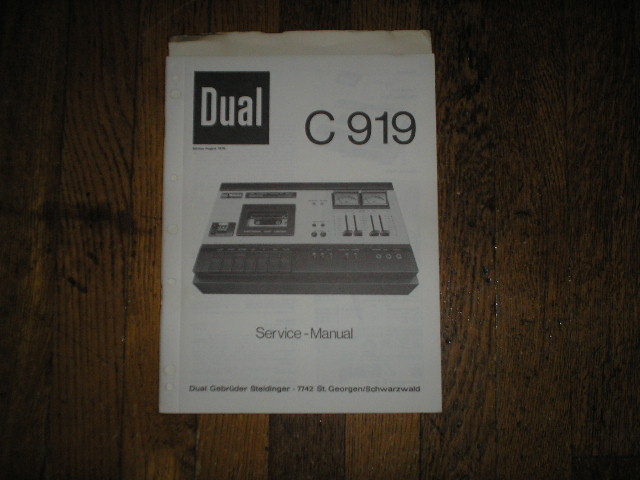 Dual
C 919
Service-Manual
Dual Gebrüder Steidinger · 7742 St. Georgen/Schwarzwald